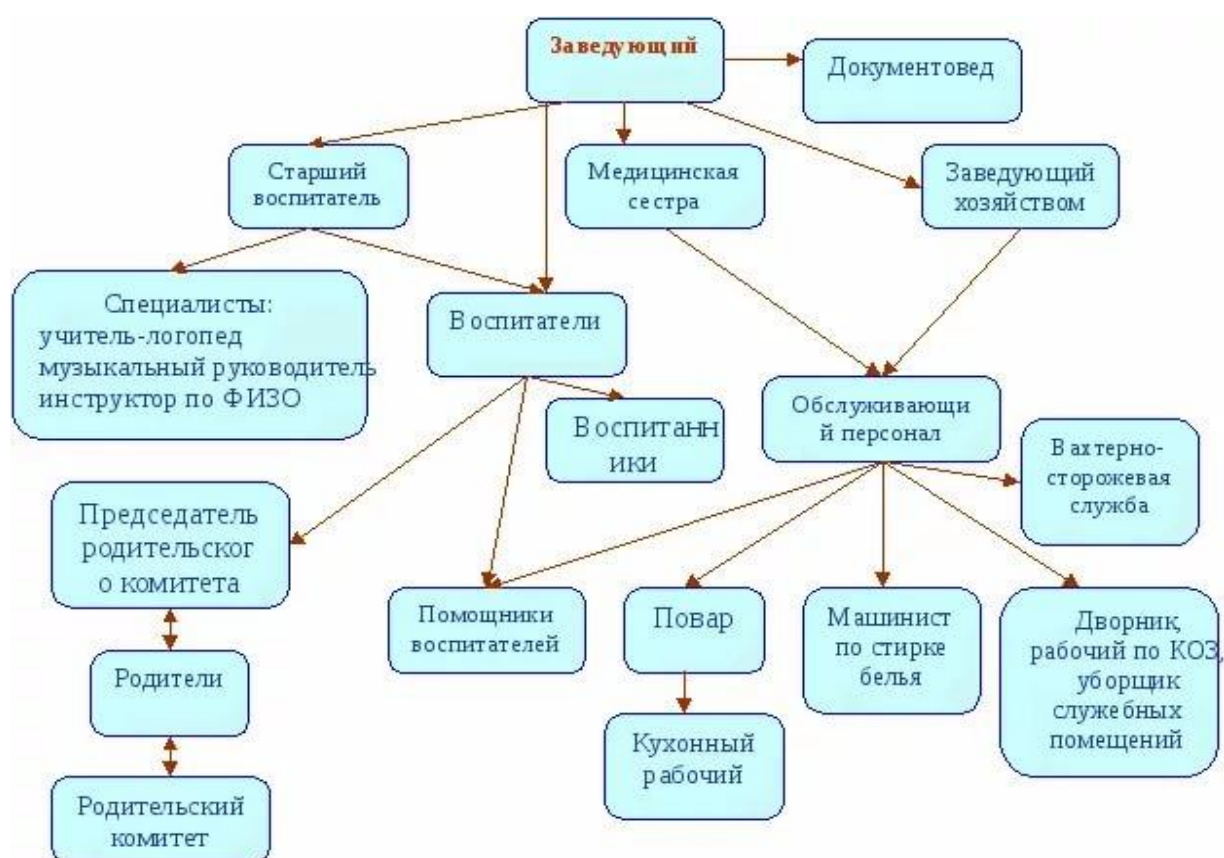 Заведующий
Документовед
Старший
воспитатель
Медицинская
сестра
Заведующий
хозяйством
Специалисты:
учитель-логопед
музыкальный руководитель
инструктор по ФИЗО
Воспитатели
Воспитанн
ики
Обслуживающи
й персонал
Вахтерно-
сторожевая
служба
Председатель
родительског
о комитета
Помощники
воспитателей
Повар
Машинист
по стирке
белья
Дворник,
рабочий по КОЗ,
уборщик
служебных
помещений
Родители
Кухонный
рабочий
Родительский
комитет